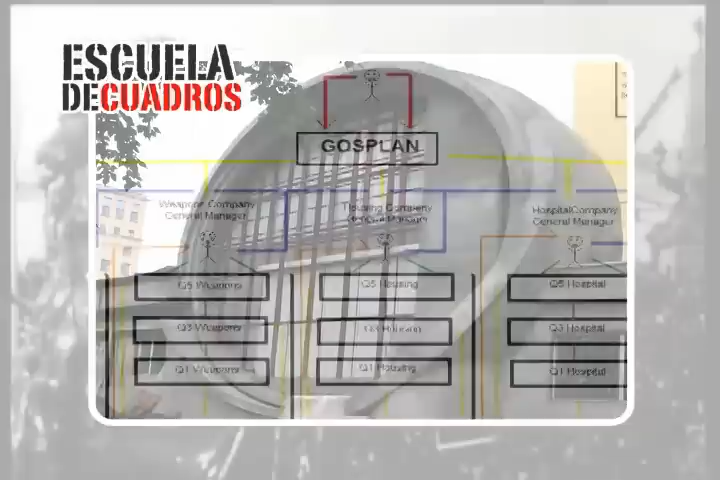 ESCUELA
DECUADROS
GOSPLAN
Weapons Company
General Manager
Housing Company
General Manager
HospitalCompany
General Manager
Q5 Weapons
Q5 Housing
Q5 Hospital
Q3 Weapons
Q3 Housing
Q3 Hospital
Q1 Weapons
Q1 Housing
Q1 Hospital